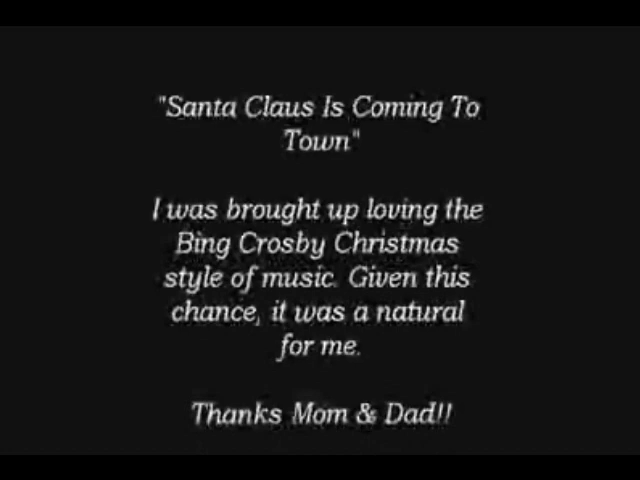 "Santa Claus Is Coming To
Town"
I was brought up loving the
Bing Crosby Christmas
style of music. Given this
chance, it was a natural
for me.
Thanks Mom & Dad!!